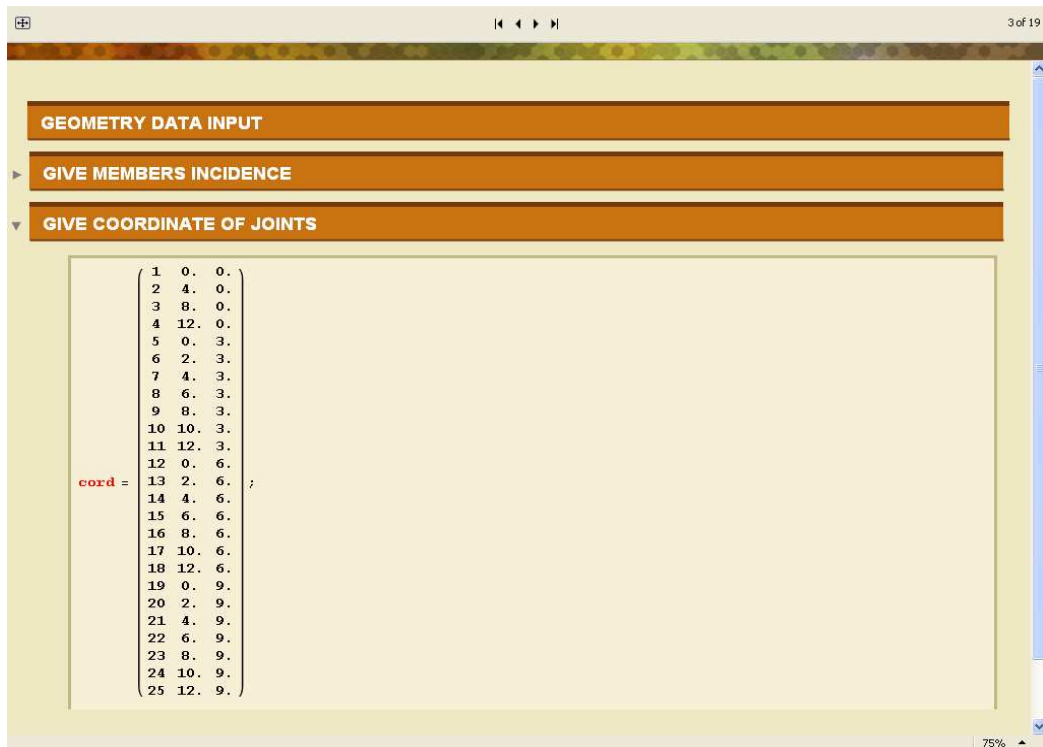 3 of 19
GEOMETRY DATA INPUT
GIVE MEMBERS INCIDENCE
GIVE COORDINATE OF JOINTS
1 0. 0.
2 4. 0.
3 8. 0.
4 12. 0.
5 0. 3.
6 2. 3.
7 4. 3.
8 6. 3.
9 8. 3.
10 10. 3.
11 12. 3.
12 0. 6.
cord = 13 2. 6. ;
14 4. 6.
15 6. 6.
16 8. 6.
17 10. 6.
18 12. 6.
19 0. 9.
20 2. 9.
21 4. 9.
22 6. 9.
23 8. 9.
24 10. 9.
25 12. 9.
75%